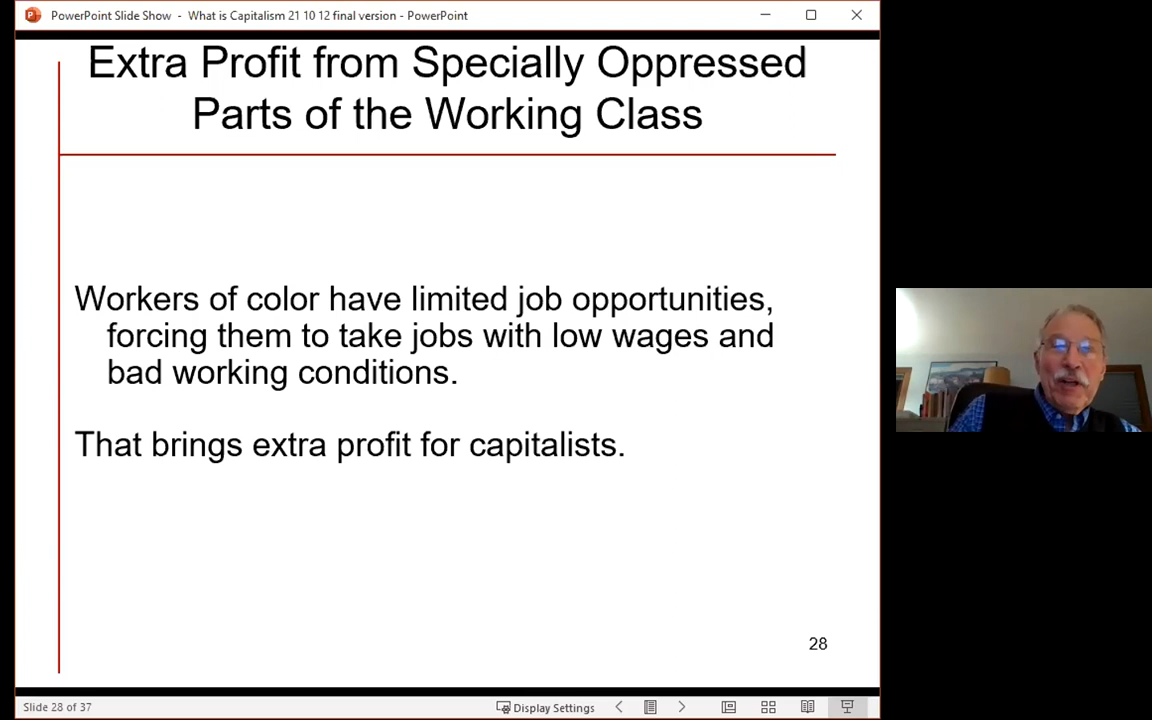 PowerPoint Slide Show - What is Capitalism 21 10 12 final version - PowerPoint
Extra Profit from Specially Oppressed
Parts of the Working Class
Workers of color have limited job opportunities,
forcing them to take jobs with low wages and
bad working conditions.
That brings extra profit for capitalists.
28
Slide 28 of 37
Display Settings